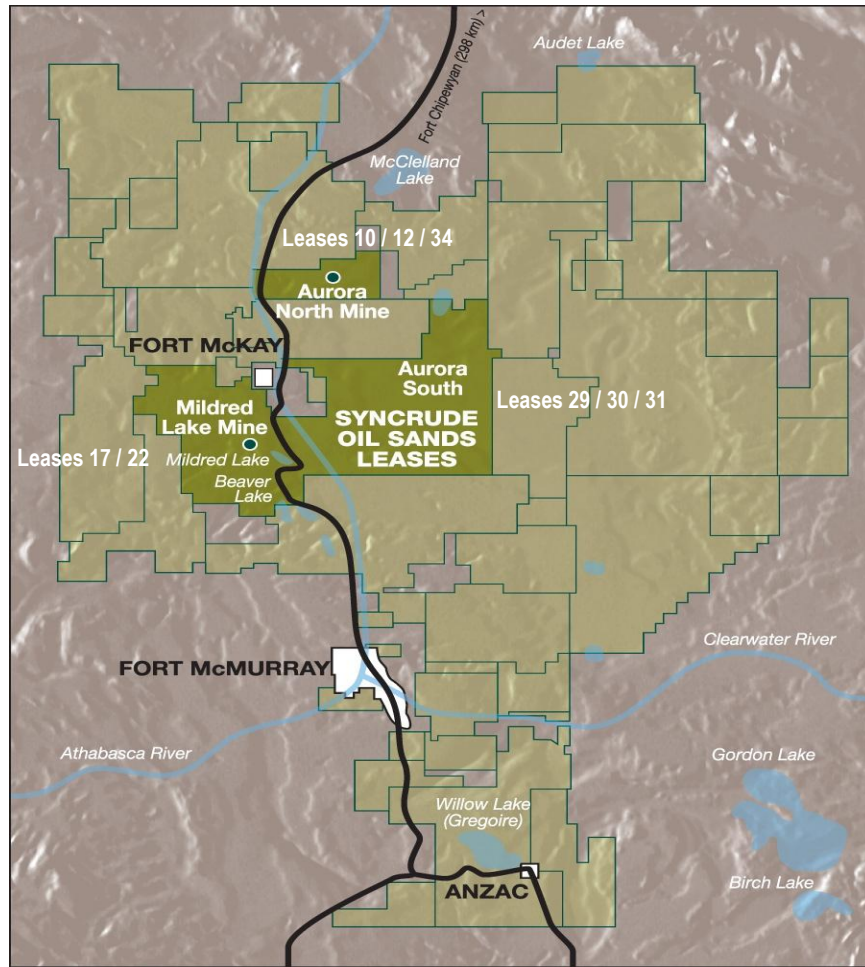 Audet Lake
Fort Chipewyan (298 km) >
McClelland
Lake
Leases 10 / 12 / 34
Aurora
North Mine
FORT McKAY
Aurora
South
Mildred
Lake Mine
SYNCRUDE
OIL SANDS
LEASES
Leases 29 / 30 / 31
Leases 17 / 22
Mildred Lake
Beaver
Lake
Clearwater River
FORT McMURRAY
Athabasca River
Gordon Lake
Willow Lake
(Gregoire)
Birch Lake
ANZAC